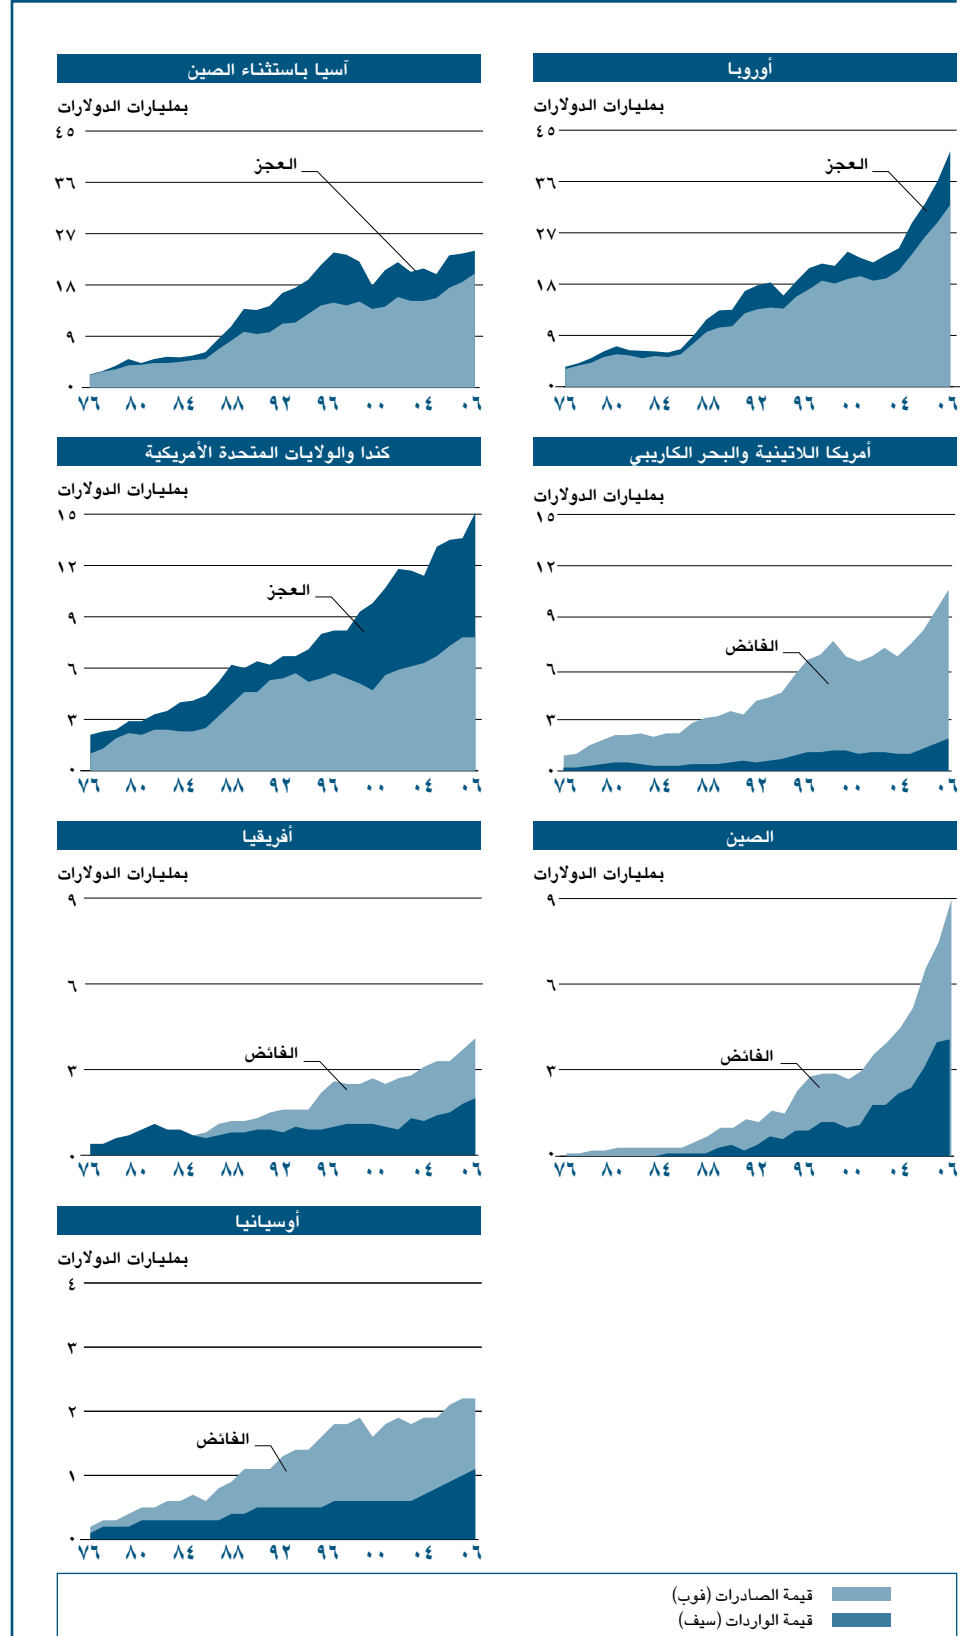 أوروبا
بمليارات الدولارات
٤٥
٣٦
٢٧
١٨
٩
٠
العجز
٧٦ ٨٠ ٨٤ ٨٨ ٩٢ ٩٦ ٠٠ ٠٤ ٠٦
آسيا باستثناء الصين
بمليارات الدولارات
٤٥
٣٦
٢٧
١٨
٩
٠
العجز
٧٦ ٨٠ ٨٤ ٨٨ ٩٢ ٩٦ ٠٠ ٠٤ ٠٦
أمريكا اللاتينية والبحر الكاريبي
بمليارات الدولارات
١٥
١٢
٩
٦
٣
٠
الفائض
٧٦ ٨٠ ٨٤ ٨٨ ٩٢ ٩٦ ٠٠ ٠٤ ٠٦
كندا والولايات المتحدة الأمريكية
بمليارات الدولارات
١٥
١٢
٩
٦
٣
٠
العجز
٧٦ ٨٠ ٨٤ ٨٨ ٩٢ ٩٦ ٠٠ ٠٤ ٠٦
الصين
بمليارات الدولارات
٩
٦
٣
٠
الفائض
٧٦ ٨٠ ٨٤ ٨٨ ٩٢ ٩٦ ٠٠ ٠٤ ٠٦
أفريقيا
بمليارات الدولارات
٩
٦
٣
٠
الفائض
٧٦ ٨٠ ٨٤ ٨٨ ٩٢ ٩٦ ٠٠ ٠٤ ٠٦
أوسيانيا
بمليارات الدولارات
٤
٣
٢
١
٠
الفائض
٧٦ ٨٠ ٨٤ ٨٨ ٩٢ ٩٦ ٠٠ ٠٤ ٠٦
قيمة الصادرات (فوب)
قيمة الواردات (سيف)